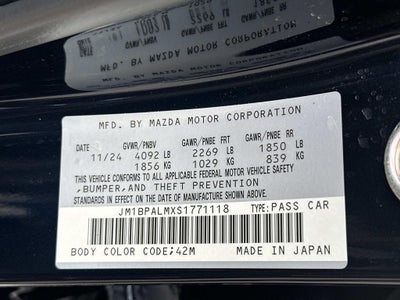 MFD. BY MAZDA MOTOR CORPORATION
GVWR/PNBV GAWR/PNBE FRT GAWR/PNBE RR
11/24 4092 LB 2269 LB 1850 LB
1856 KG 1029 KG 839 KG
THIS VEHICLE CONFORMS TO ALL APPLICABLE FEDERAL MOTOR VEHICLE SAFETY
,BUMPER,AND THEFT PREVENTION
STANDARDS IN EFFECT ON THE DATE OF MANUFACTURE SHOWN ABOVE.
JM1BPALMXS1771118 TYPE:PASS CAR
BODY COLOR CODE;42M MADE IN JAPAN